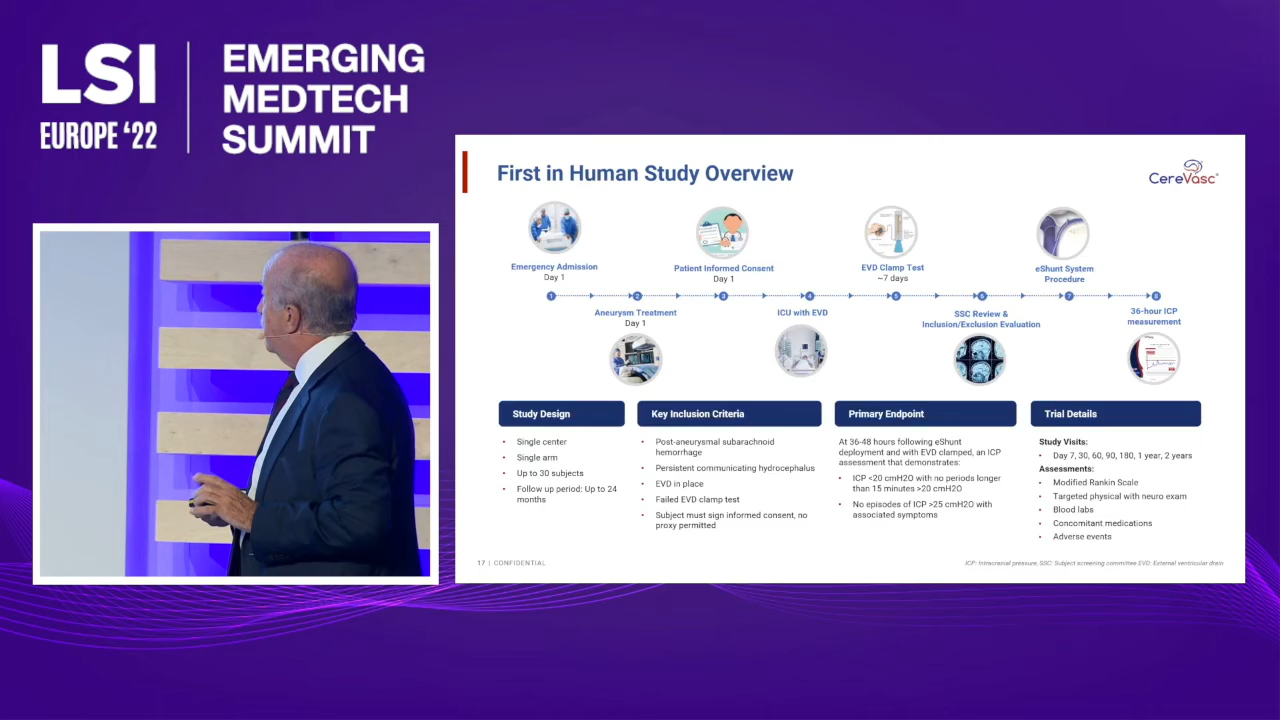 LSI
EUROPE ‘22
EMERGING
MEDTECH
SUMMIT
First in Human Study Overview
CereVasc®
Emergency Admission
Day 1
Patient Informed Consent
Day 1
EVD Clamp Test
~7 days
eShunt System
Procedure
1 2 3 4 5 6 7 8
Aneurysm Treatment
Day 1
ICU with EVD
SSC Review &
Inclusion/Exclusion Evaluation
36-hour ICP
measurement
Study Design
• Single center
• Single arm
• Up to 30 subjects
• Follow up period: Up to 24
months
Key Inclusion Criteria
• Post-aneurysmal subarachnoid
hemorrhage
• Persistent communicating hydrocephalus
• EVD in place
• Failed EVD clamp test
• Subject must sign informed consent, no
proxy permitted
Primary Endpoint
At 36-48 hours following eShunt
deployment and with EVD clamped, an ICP
assessment that demonstrates:
• ICP <20 cmH2O with no periods longer
than 15 minutes >20 cmH2O
• No episodes of ICP >25 cmH2O with
associated symptoms
Trial Details
Study Visits:
• Day 7, 30, 60, 90, 180, 1 year, 2 years
Assessments:
• Modified Rankin Scale
• Targeted physical with neuro exam
• Blood labs
• Concomitant medications
• Adverse events
17 | CONFIDENTIAL
ICP: Intracranial pressure, SSC: Subject screening committee EVD: External ventricular drain